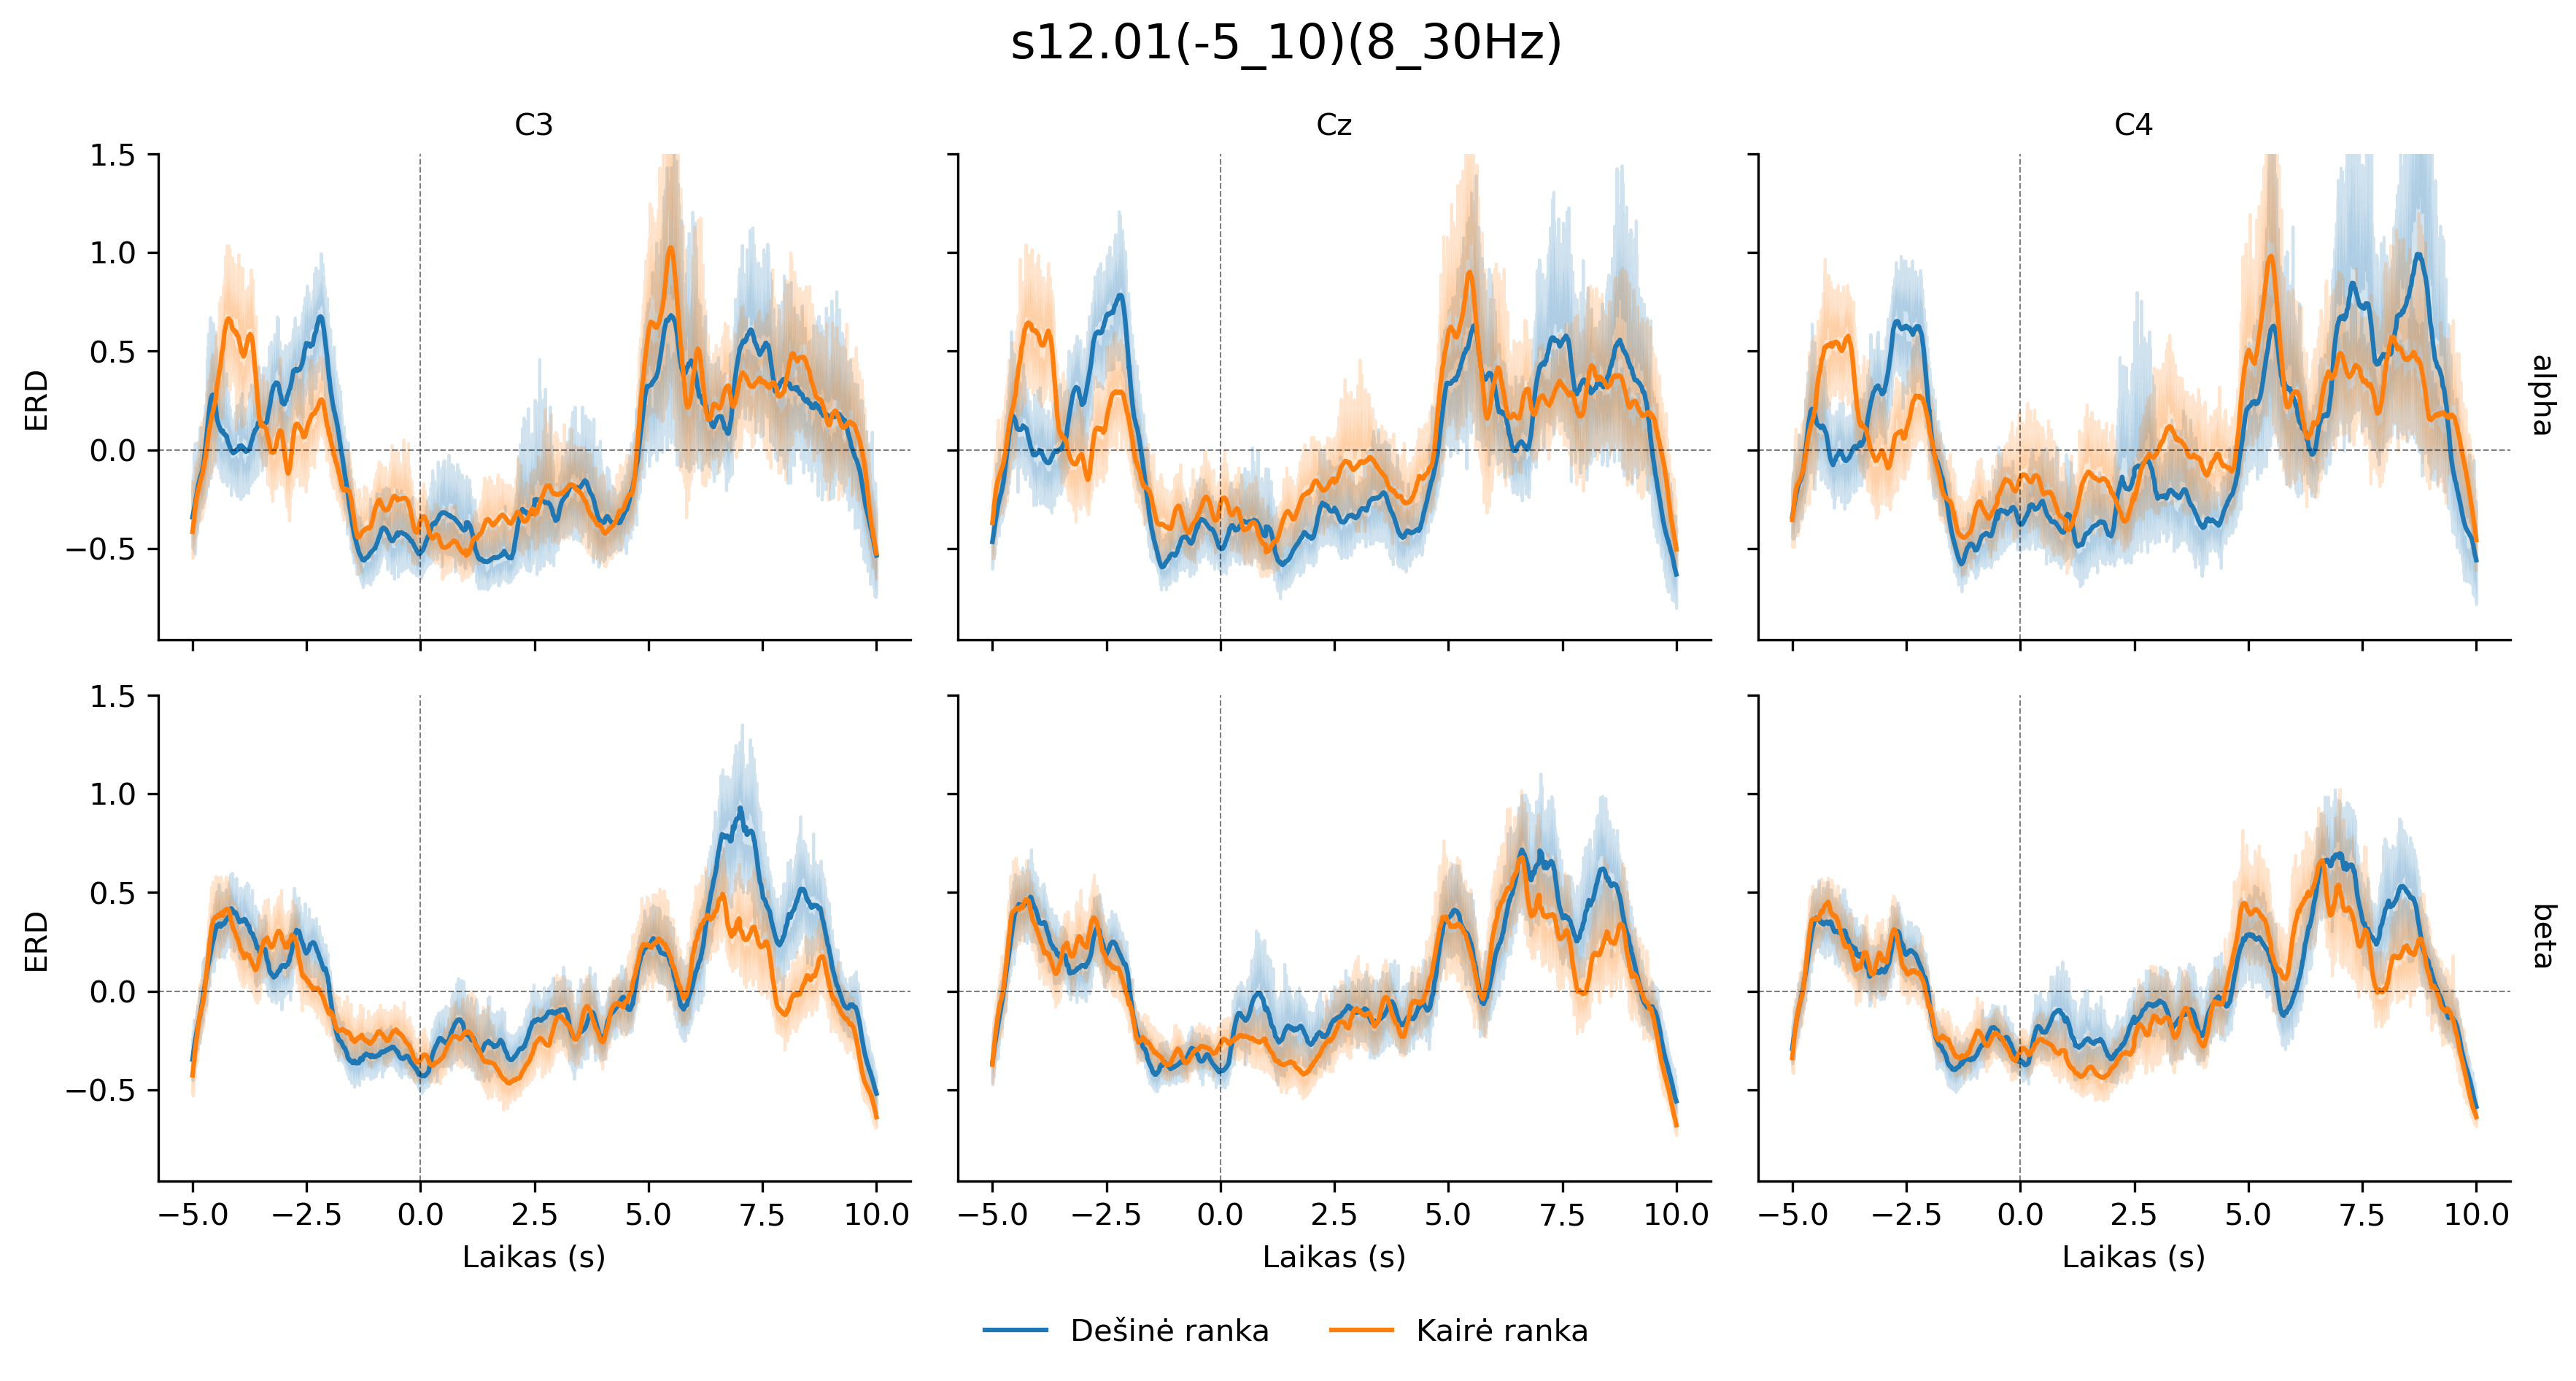 s12.01(-5_10)(8_30Hz)
C3 Cz C4
1.5
1.0
0.5
0.0
−0.5
ERD
alpha
1.5
1.0
0.5
0.0
−0.5
ERD
beta
−5.0 −2.5 0.0 2.5 5.0 7.5 10.0 −5.0 −2.5 0.0 2.5 5.0 7.5 10.0 −5.0 −2.5 0.0 2.5 5.0 7.5 10.0
Laikas (s) Laikas (s) Laikas (s)
Dešinė ranka Kairė ranka